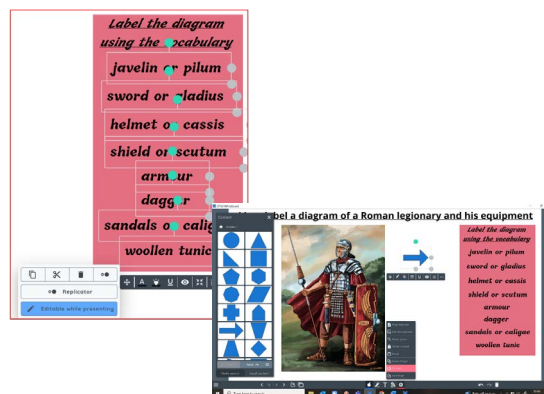 Label the diagram
using the vocabulary
javelin or pilum
sword or gladius
helmet or cassis
shield or scutum
armour
dagger
sandals or calig
woollen tunic
Replicator
Editable while presenting
bel a diagram of a Roman legionary and his equipment
Label the diagram
using the vocabulary
javelin or pilum
sword or gladius
helmet or cassis
shield or scutum
armour
dagger
sandals or caligae
woollen tunic